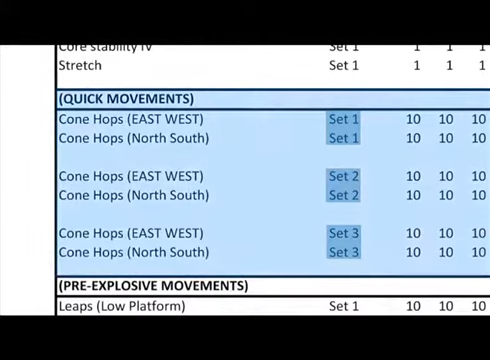 Core stability IV Set 1 1 1 1
Stretch Set 1 1 1 1
(QUICK MOVEMENTS)
Cone Hops (EAST WEST) Set 1 10 10 10
Cone Hops (North South) Set 1 10 10 10
Cone Hops (EAST WEST) Set 2 10 10 10
Cone Hops (North South) Set 2 10 10 10
Cone Hops (EAST WEST) Set 3 10 10 10
Cone Hops (North South) Set 3 10 10 10
(PRE-EXPLOSIVE MOVEMENTS)
Leaps (Low Platform) Set 1 10 10 10